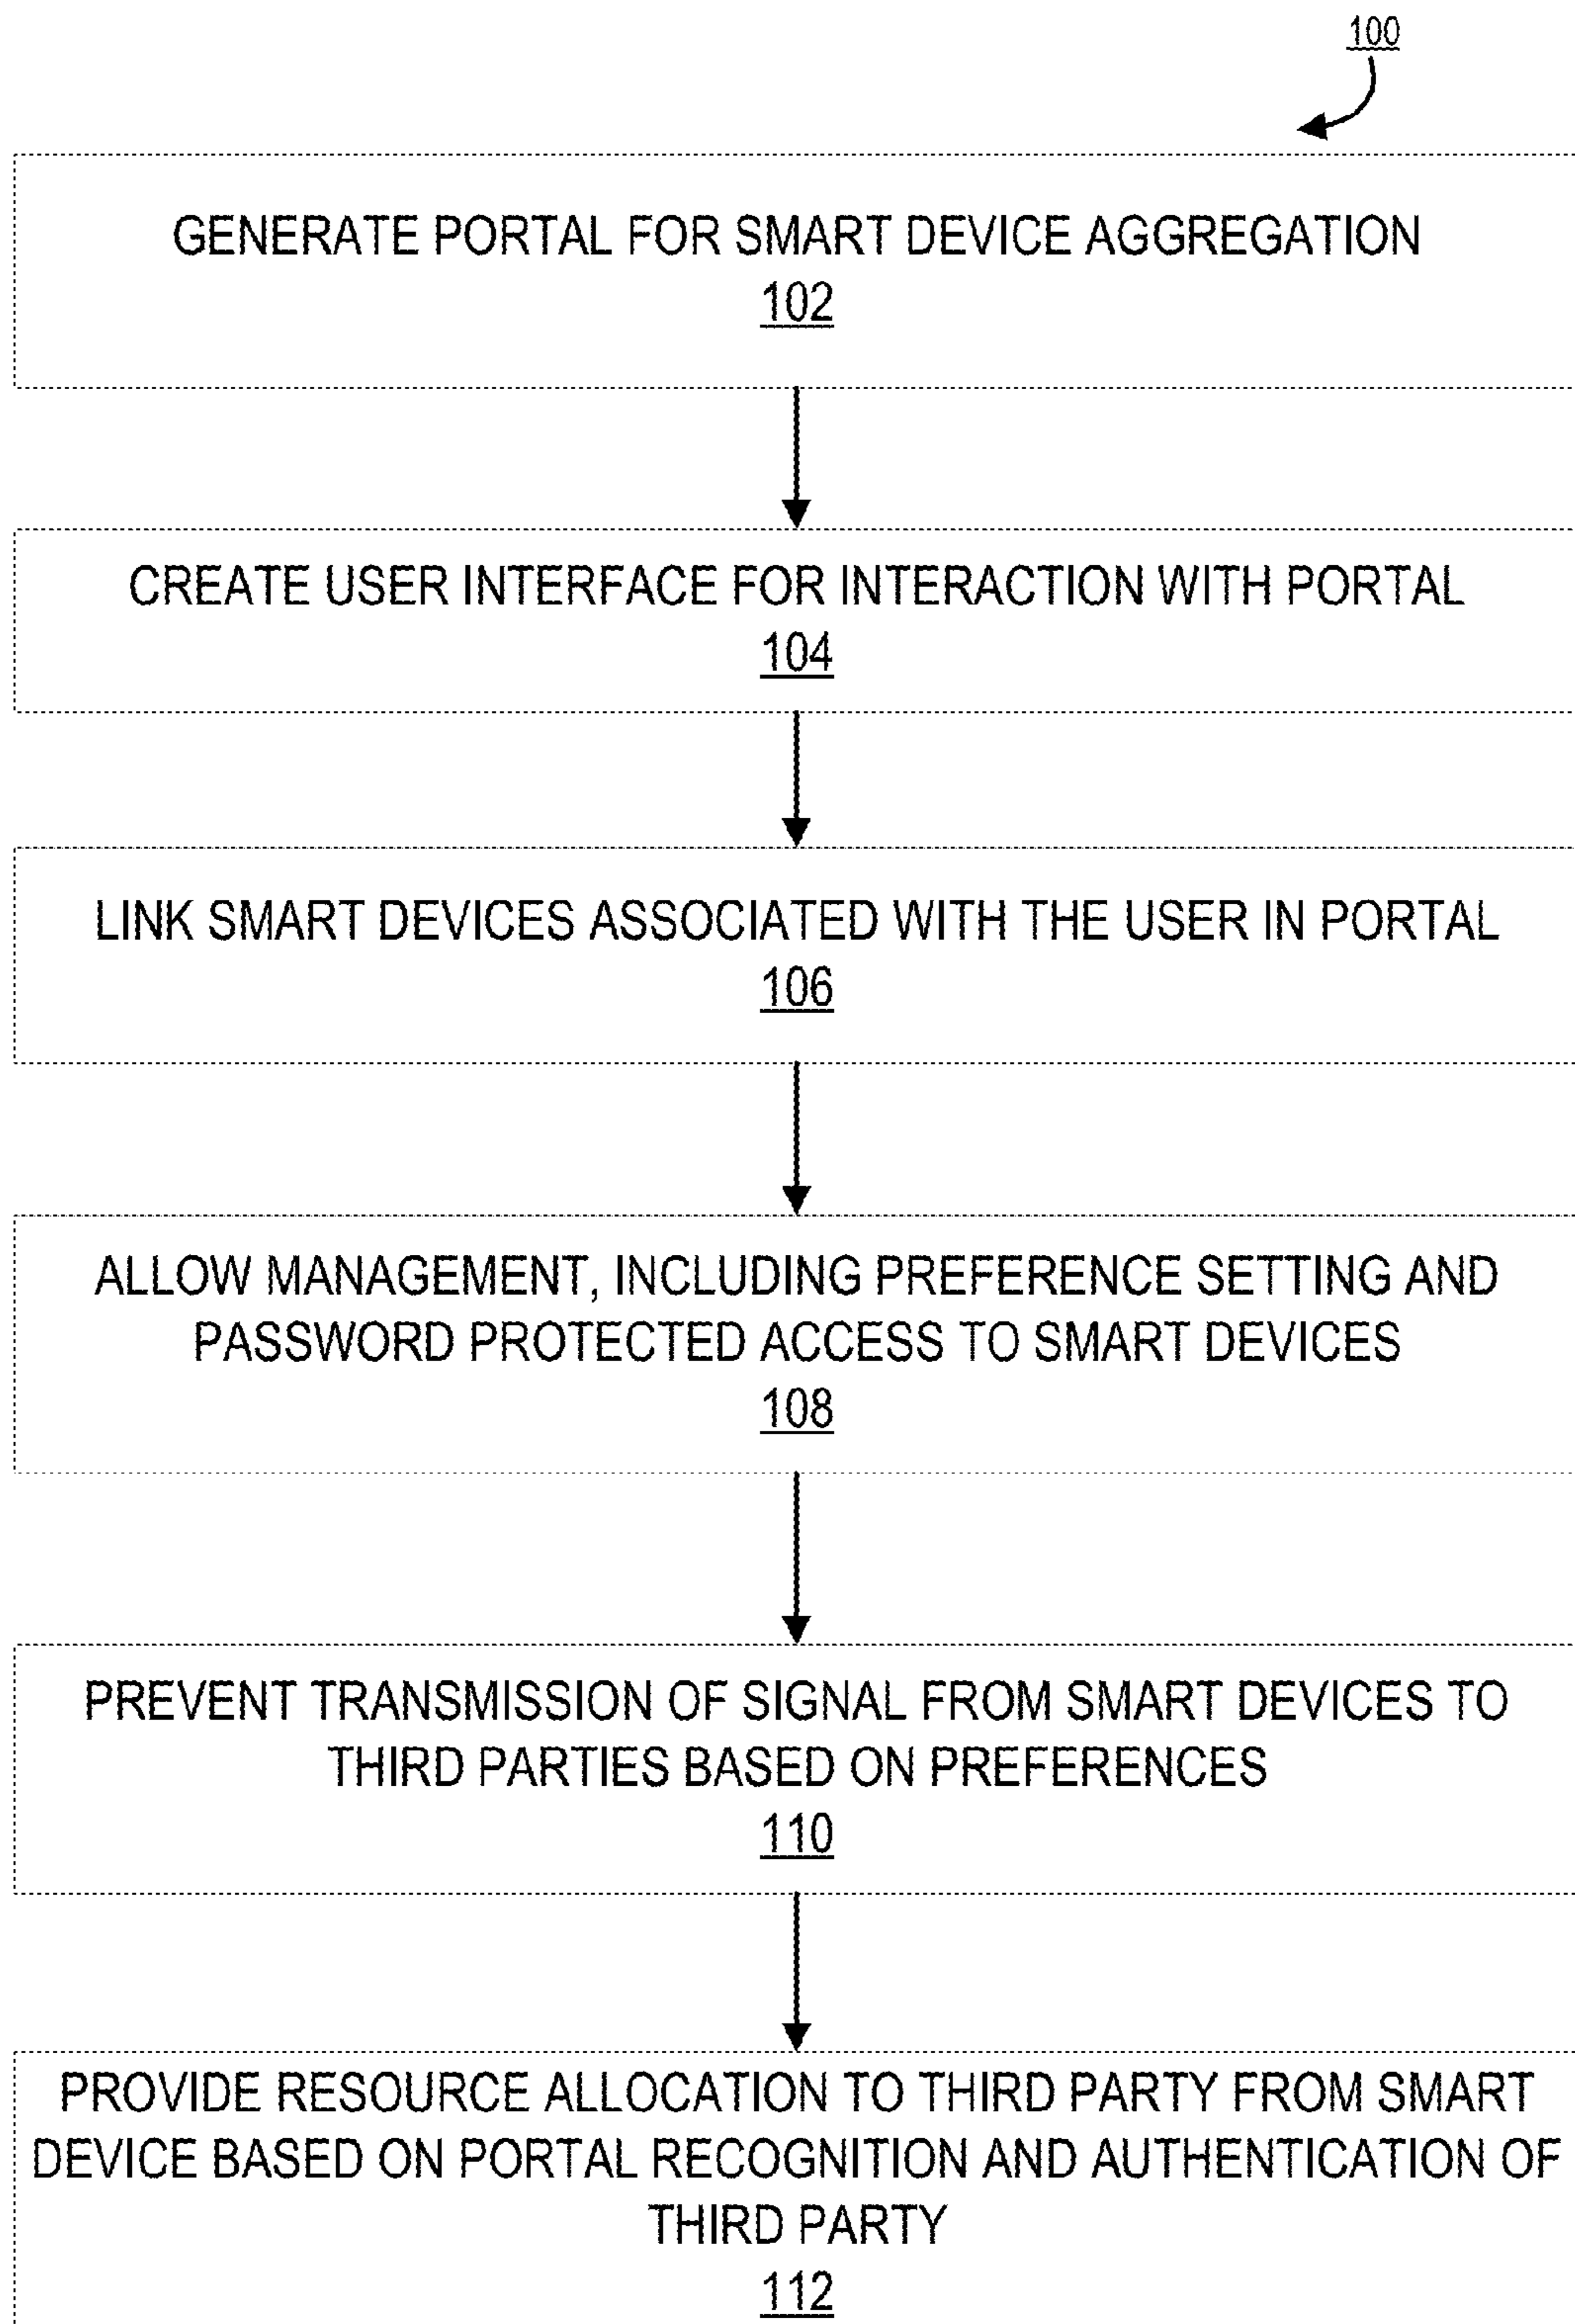 100
GENERATE PORTAL FOR SMART DEVICE AGGREGATION
102
CREATE USER INTERFACE FOR INTERACTION WITH PORTAL
104
LINK SMART DEVICES ASSOCIATED WITH THE USER IN PORTAL
106
ALLOW MANAGEMENT, INCLUDING PREFERENCE SETTING AND
PASSWORD PROTECTED ACCESS TO SMART DEVICES
108
PREVENT TRANSMISSION OF SIGNAL FROM SMART DEVICES TO
THIRD PARTIES BASED ON PREFERENCES
110
PROVIDE RESOURCE ALLOCATION TO THIRD PARTY FROM SMART
DEVICE BASED ON PORTAL RECOGNITION AND AUTHENTICATION OF
THIRD PARTY
112